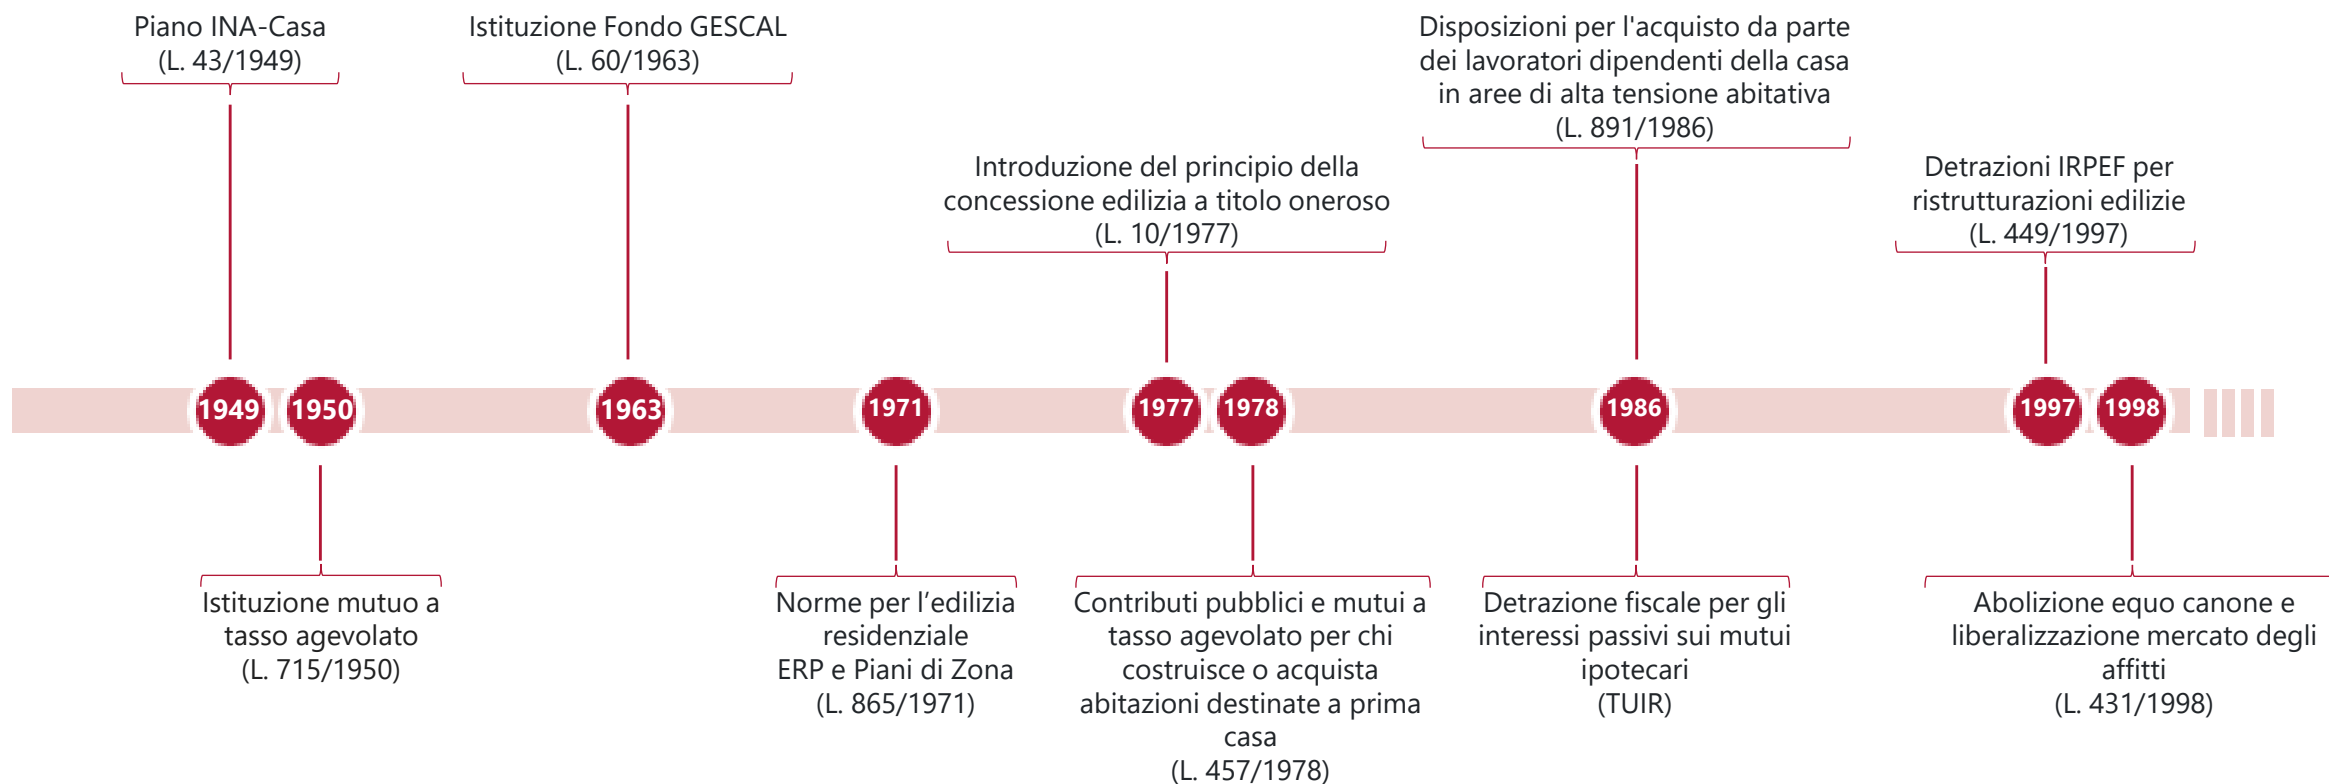 Piano INA-Casa
(L. 43/1949)
Istituzione Fondo GESCAL
(L. 60/1963)
Introduzione del principio della
concessione edilizia a titolo oneroso
(L. 10/1977)
Disposizioni per l'acquisto da parte
dei lavoratori dipendenti della casa
in aree di alta tensione abitativa
(L. 891/1986)
Detrazioni IRPEF per
ristrutturazioni edilizie
(L. 449/1997)
1949
1950
1963
1971
1977
1978
1986
1997
1998
Istituzione mutuo a
tasso agevolato
(L. 715/1950)
Norme per l’edilizia
residenziale
ERP e Piani di Zona
(L. 865/1971)
Contributi pubblici e mutui a
tasso agevolato per chi
costruisce o acquista
abitazioni destinate a prima
casa
(L. 457/1978)
Detrazione fiscale per gli
interessi passivi sui mutui
ipotecari
(TUIR)
Abolizione equo canone e
liberalizzazione mercato degli
affitti
(L. 431/1998)